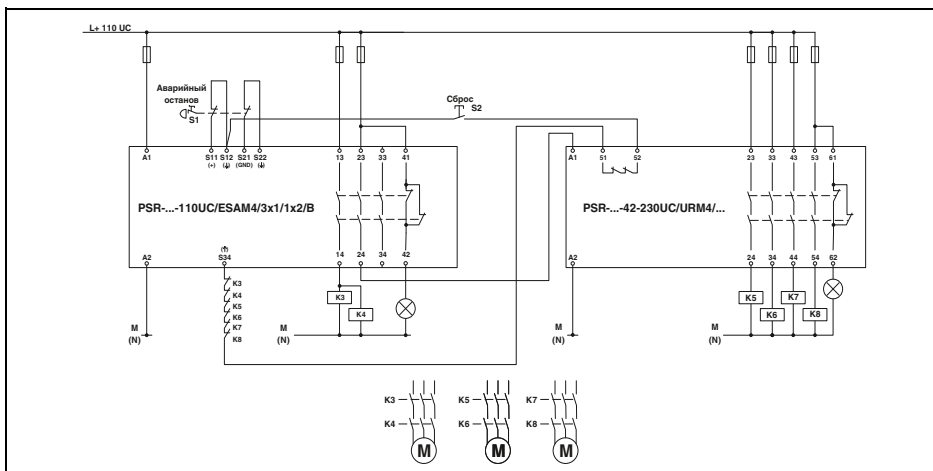 L+ 110 UC
Аварийный
останов
S1
Сброс
S2
A1
S11
(+)
S12
S21
(GND)
S22
13
23
33
41
A1
51
52
23
33
43
53
61
PSR-...-110UC/ESAM4/3x1/1x2/B
PSR-...-42-230UC/URM4/...
A2
S34
14
24
34
42
A2
24
34
44
54
62
K3
K4
K5
K6
K7
K8
K3
K4
K5
K6
K7
K8
M
(N)
M
(N)
M
(N)
M
(N)
K3
K4
M
K5
K6
M
K7
K8
M